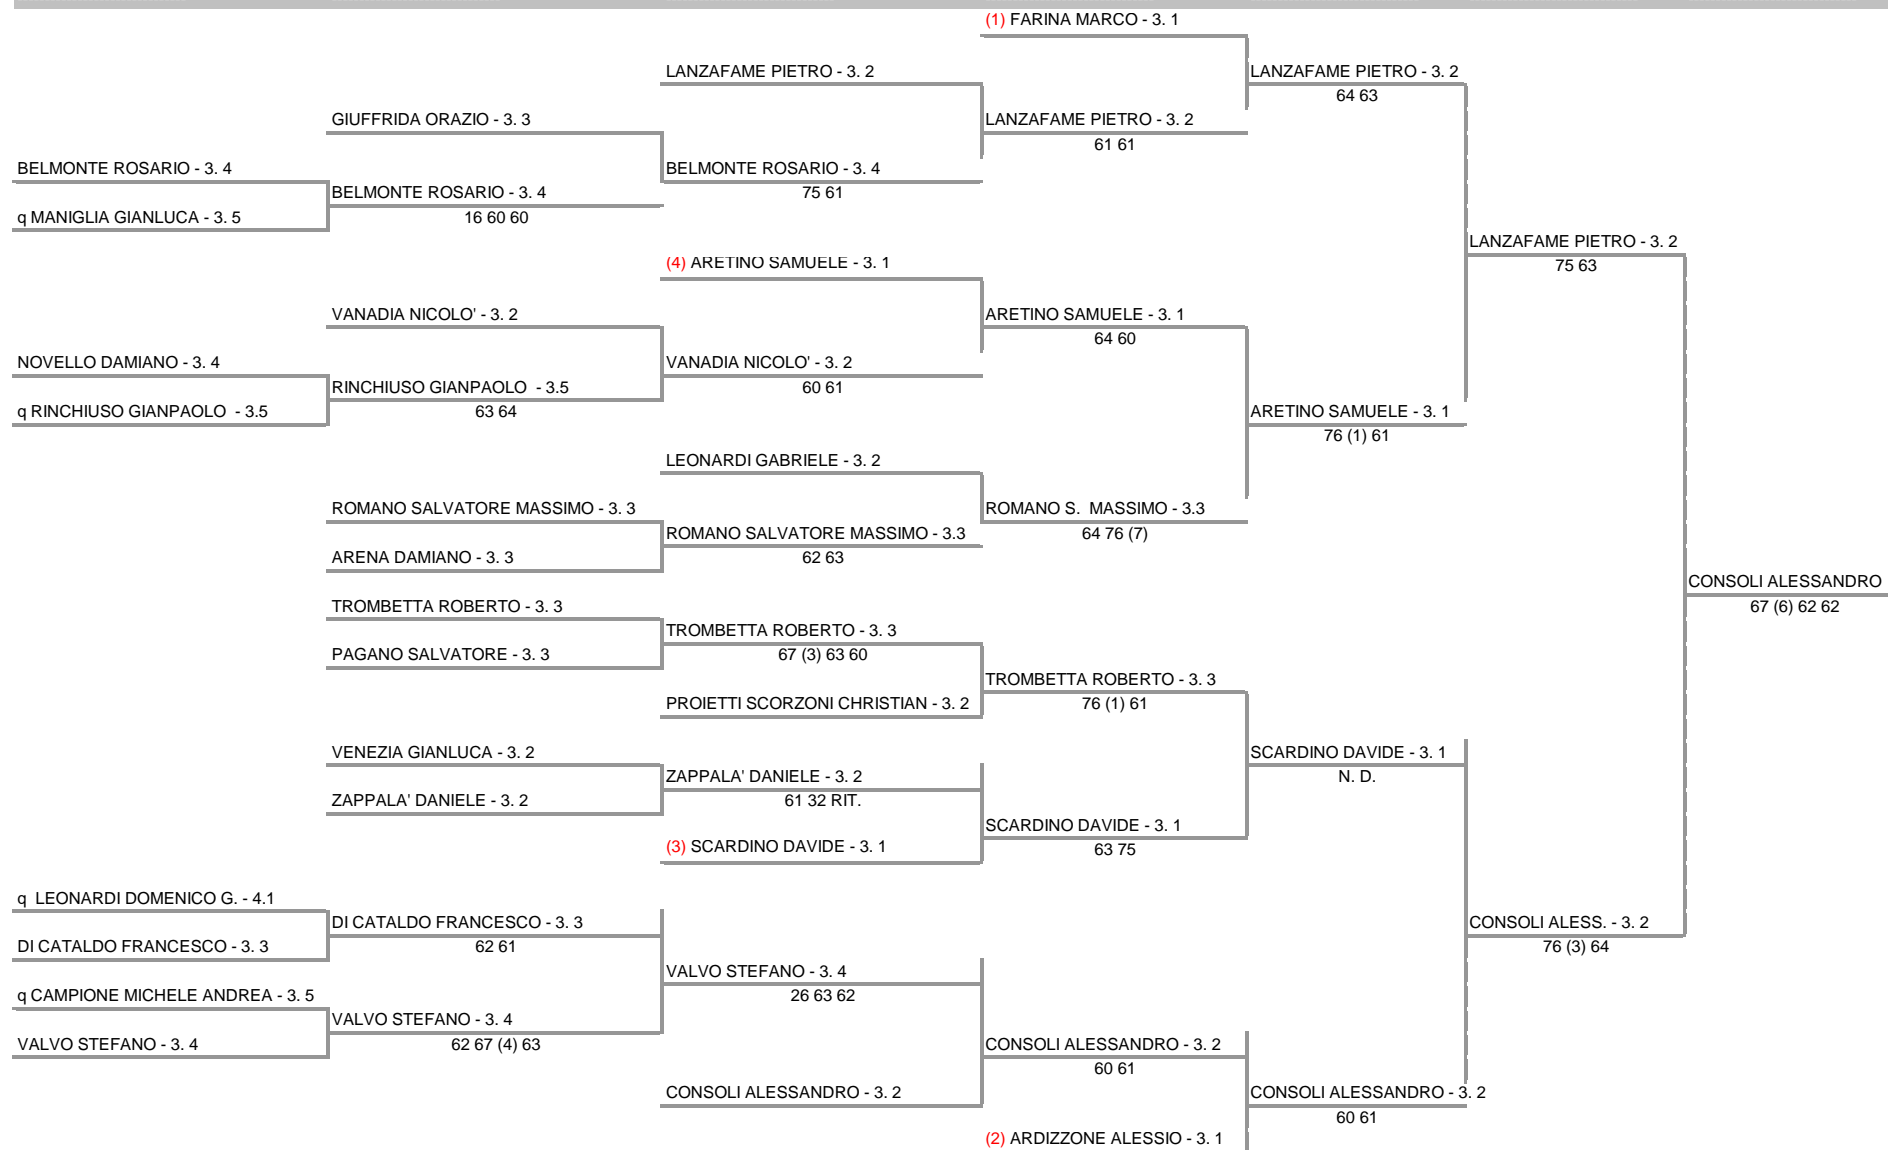 (1) FARINA MARCO - 3. 1
LANZAFAME PIETRO - 3. 2
LANZAFAME PIETRO - 3. 2
64 63
GIUFFRIDA ORAZIO - 3. 3
LANZAFAME PIETRO - 3. 2
61 61
BELMONTE ROSARIO - 3. 4
BELMONTE ROSARIO - 3. 4
75 61
BELMONTE ROSARIO - 3. 4
16 60 60
q MANIGLIA GIANLUCA - 3. 5
LANZAFAME PIETRO - 3. 2
75 63
(4) ARETINO SAMUELE - 3. 1
VANADIA NICOLO' - 3. 2
ARETINO SAMUELE - 3. 1
64 60
NOVELLO DAMIANO - 3. 4
VANADIA NICOLO' - 3. 2
60 61
RINCHIUSO GIANPAOLO  - 3.5
63 64
q RINCHIUSO GIANPAOLO  - 3.5
ARETINO SAMUELE - 3. 1
76 (1) 61
LEONARDI GABRIELE - 3. 2
ROMANO SALVATORE MASSIMO - 3. 3
ROMANO S.  MASSIMO - 3.3
64 76 (7)
ROMANO SALVATORE MASSIMO - 3.3
62 63
ARENA DAMIANO - 3. 3
CONSOLI ALESSANDRO
67 (6) 62 62
TROMBETTA ROBERTO - 3. 3
TROMBETTA ROBERTO - 3. 3
67 (3) 63 60
PAGANO SALVATORE - 3. 3
TROMBETTA ROBERTO - 3. 3
76 (1) 61
PROIETTI SCORZONI CHRISTIAN - 3. 2
VENEZIA GIANLUCA - 3. 2
SCARDINO DAVIDE - 3. 1
N. D.
ZAPPALA' DANIELE - 3. 2
61 32 RIT.
ZAPPALA' DANIELE - 3. 2
SCARDINO DAVIDE - 3. 1
63 75
(3) SCARDINO DAVIDE - 3. 1
q  LEONARDI DOMENICO G. - 4.1
DI CATALDO FRANCESCO - 3. 3
62 61
CONSOLI ALESS. - 3. 2
76 (3) 64
DI CATALDO FRANCESCO - 3. 3
VALVO STEFANO - 3. 4
26 63 62
q CAMPIONE MICHELE ANDREA - 3. 5
VALVO STEFANO - 3. 4
62 67 (4) 63
VALVO STEFANO - 3. 4
CONSOLI ALESSANDRO - 3. 2
60 61
CONSOLI ALESSANDRO - 3. 2
CONSOLI ALESSANDRO - 3. 2
60 61
(2) ARDIZZONE ALESSIO - 3. 1